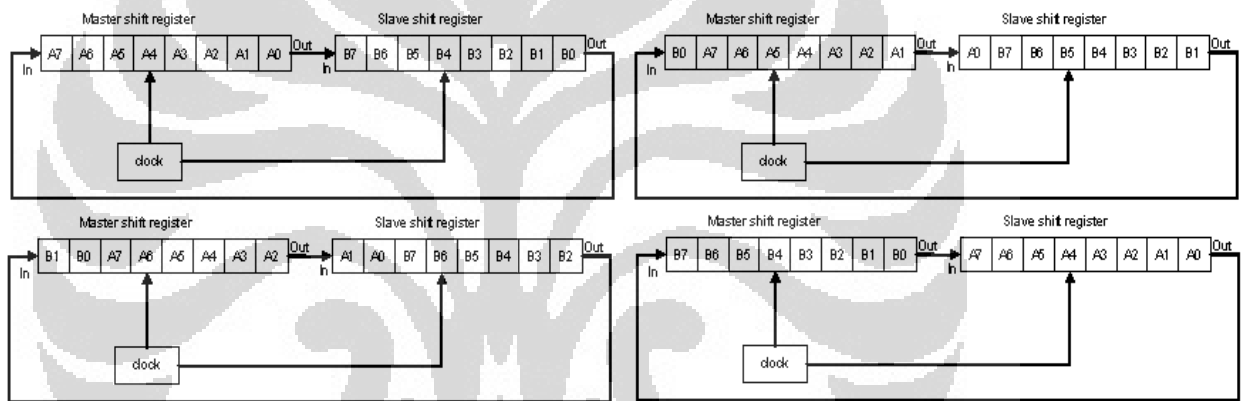 Master shift register
Slave shift register
In A7 A6 A5 A4 A3 A2 A1 A0 Out In B7 B6 B5 B4 B3 B2 B1 B0 Out
clock
Master shift register
Slave shift register
In B0 A7 A6 A5 A4 A3 A2 A1 Out In A0 B7 B6 B5 B4 B3 B2 B1 Out
clock
Master shift register
Slave shift register
In B1 B0 A7 A6 A5 A4 A3 A2 Out In A1 A0 B7 B6 B5 B4 B3 B2 Out
clock
Master shift register
Slave shift register
In B7 B6 B5 B4 B3 B2 B1 B0 Out In A7 A6 A5 A4 A3 A2 A1 A0 Out
clock